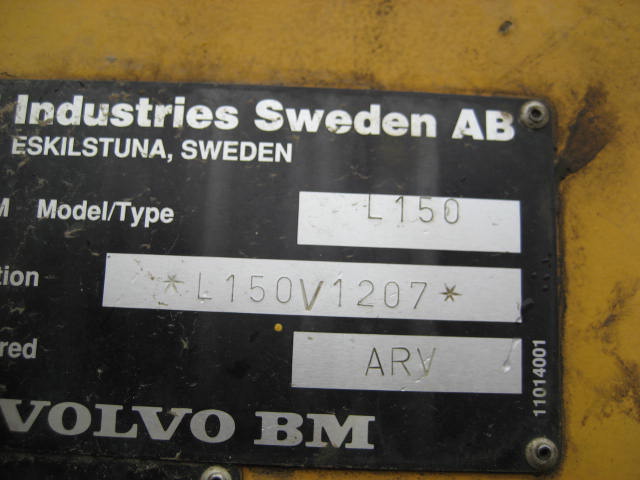 Industries Sweden AB
ESKILSTUNA, SWEDEN
M Model/Type L150
tion *L150V1207*
red ARV
11014001
VOLVO BM